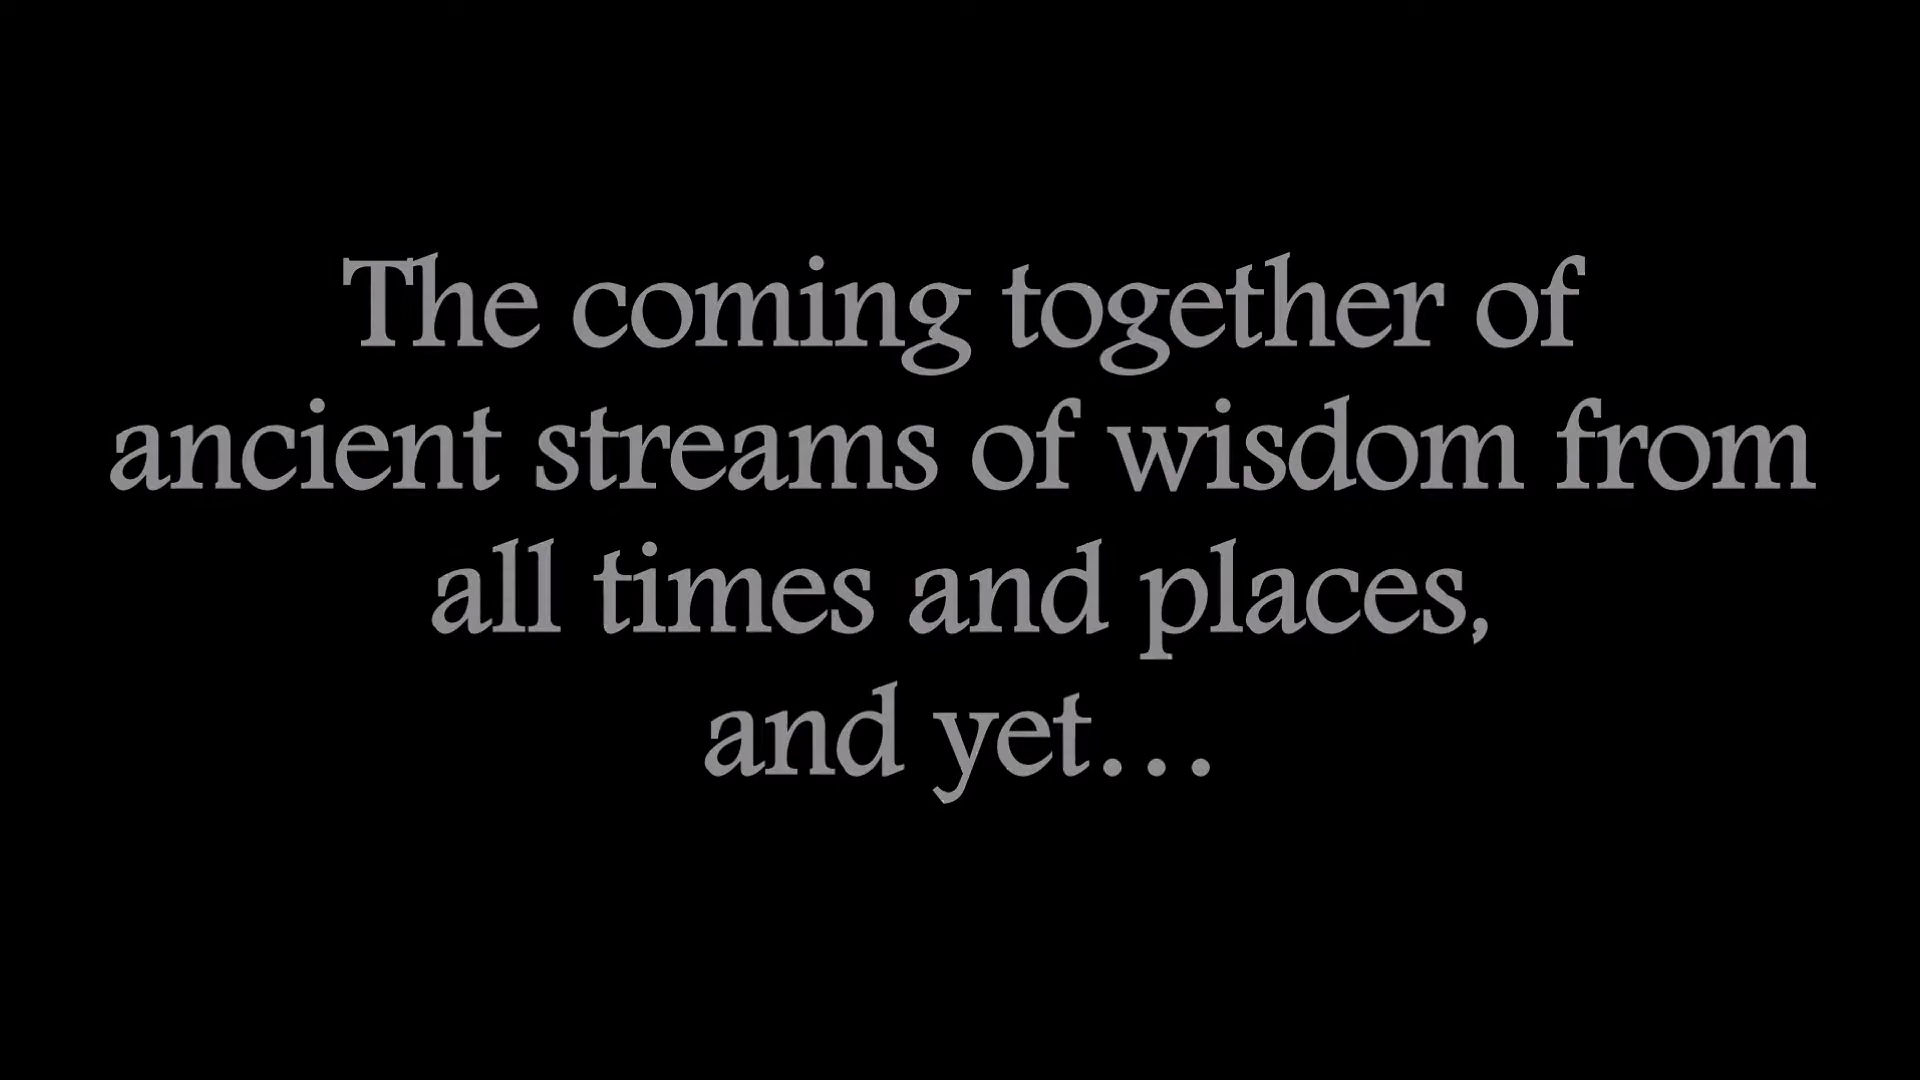 The coming together of
ancient streams of wisdom from
all times and places,
and yet…